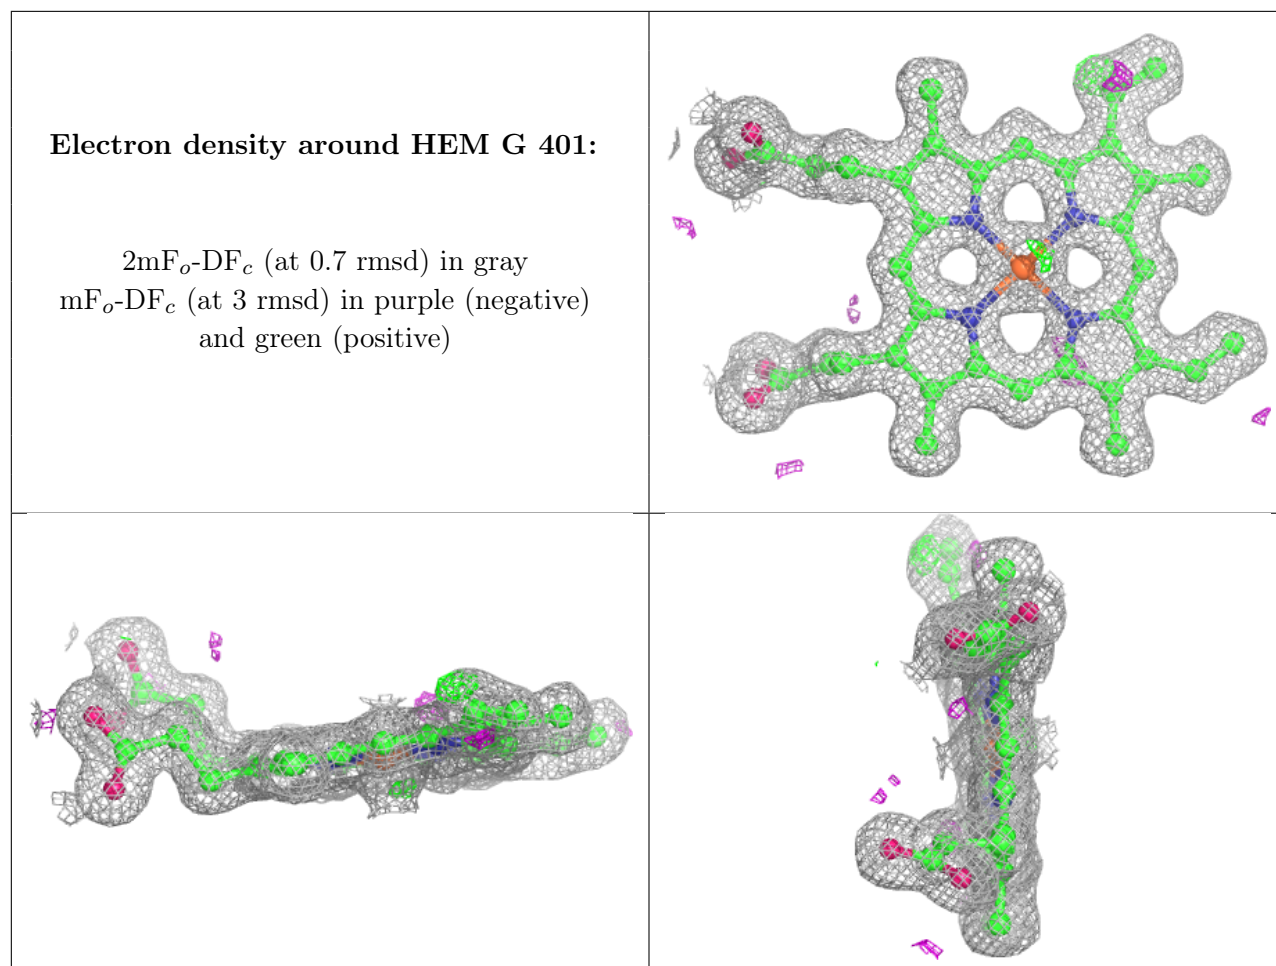 Electron density around HEM G 401:
2mFo-DFc (at 0.7 rmsd) in gray
mFo-DFc (at 3 rmsd) in purple (negative)
and green (positive)